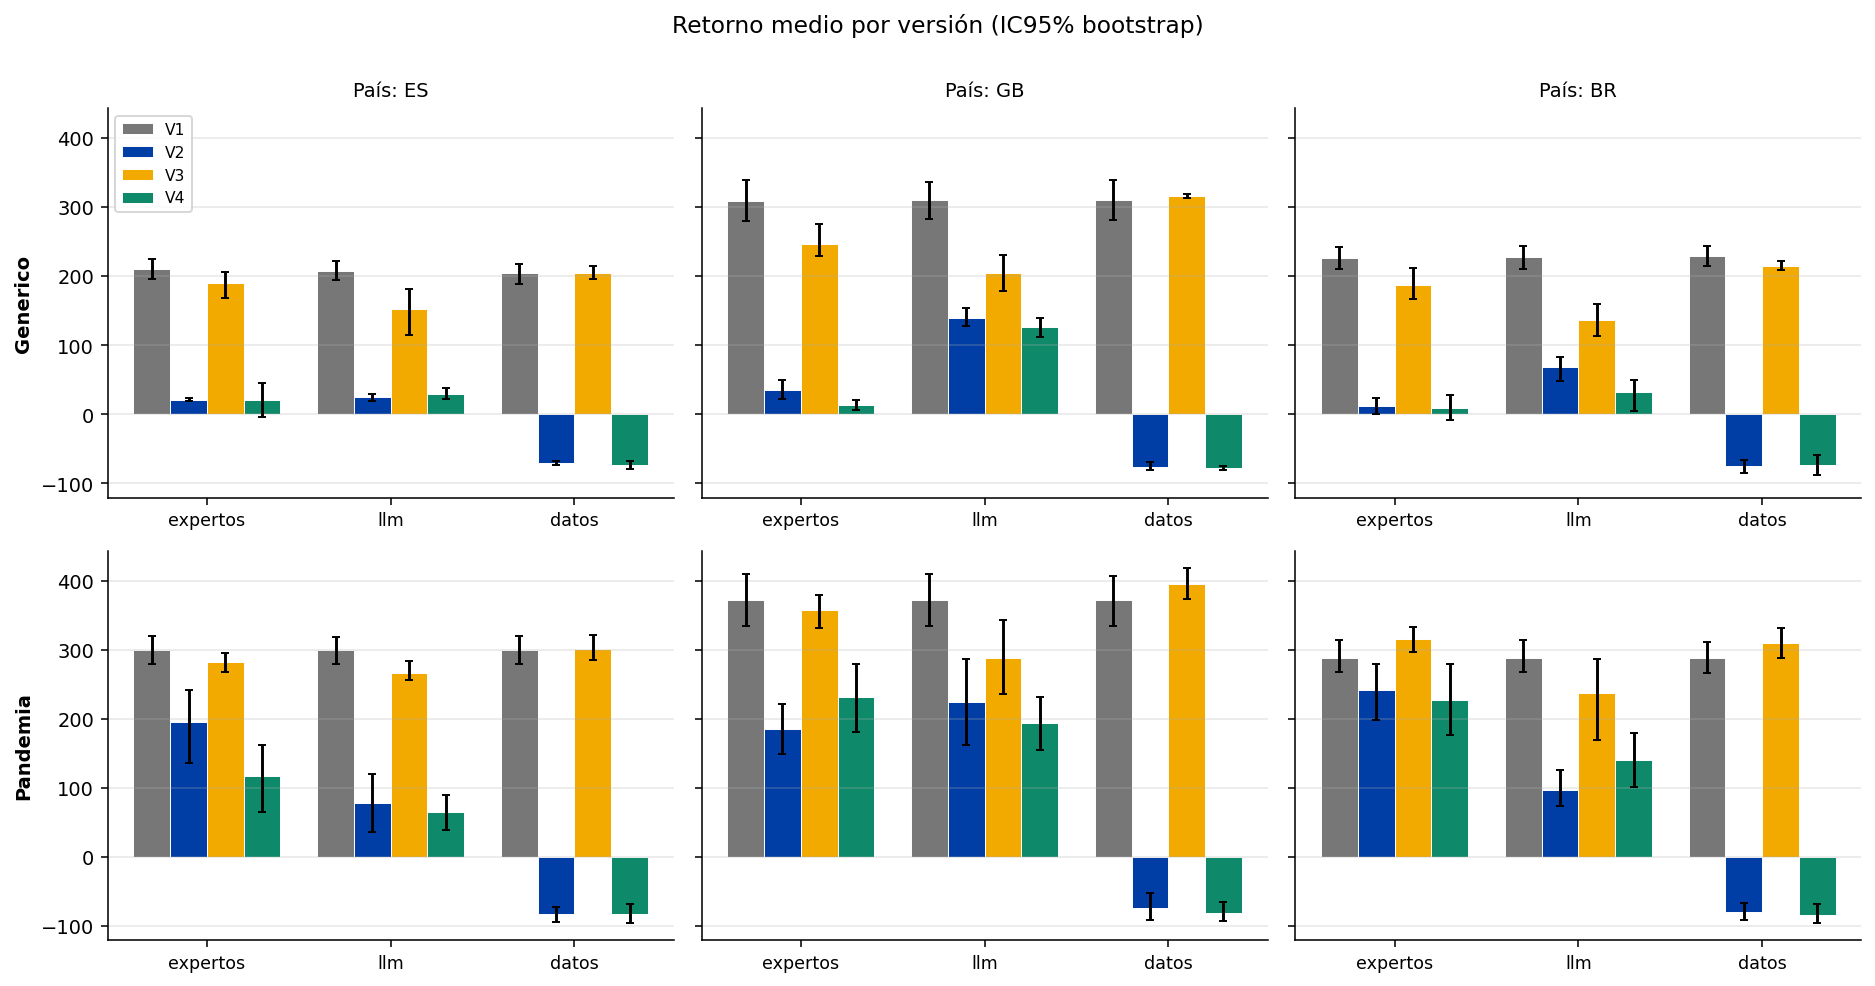 Retorno medio por versión (IC95% bootstrap)
País: ES
País: GB
País: BR
V1
V2
V3
V4
Generico
400
300
200
100
0
−100
expertos llm datos
expertos llm datos
expertos llm datos
Pandemia
400
300
200
100
0
−100
expertos llm datos
expertos llm datos
expertos llm datos